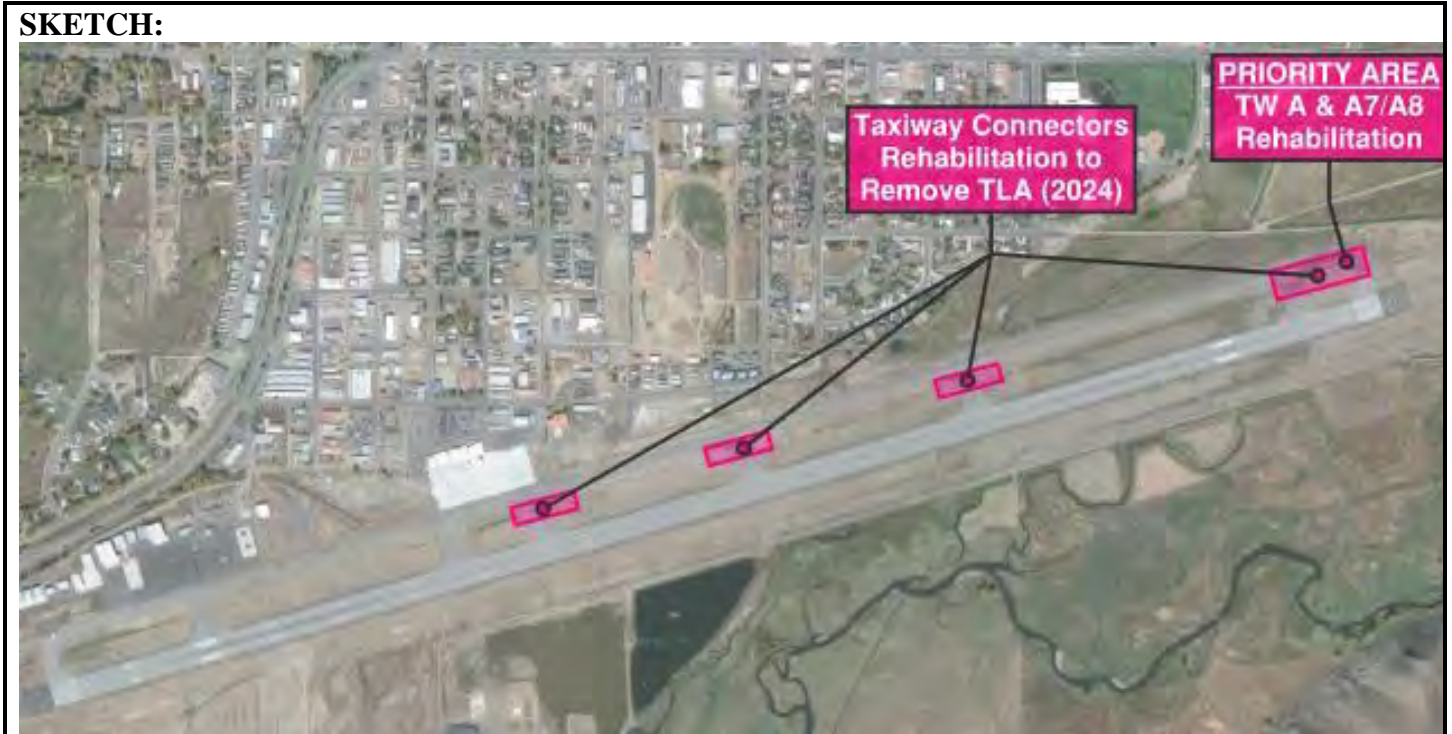 SKETCH:
PRIORITY AREA
TW A & A7/A8
Rehabilitation
Taxiway Connectors
Rehabilitation to
Remove TLA (2024)